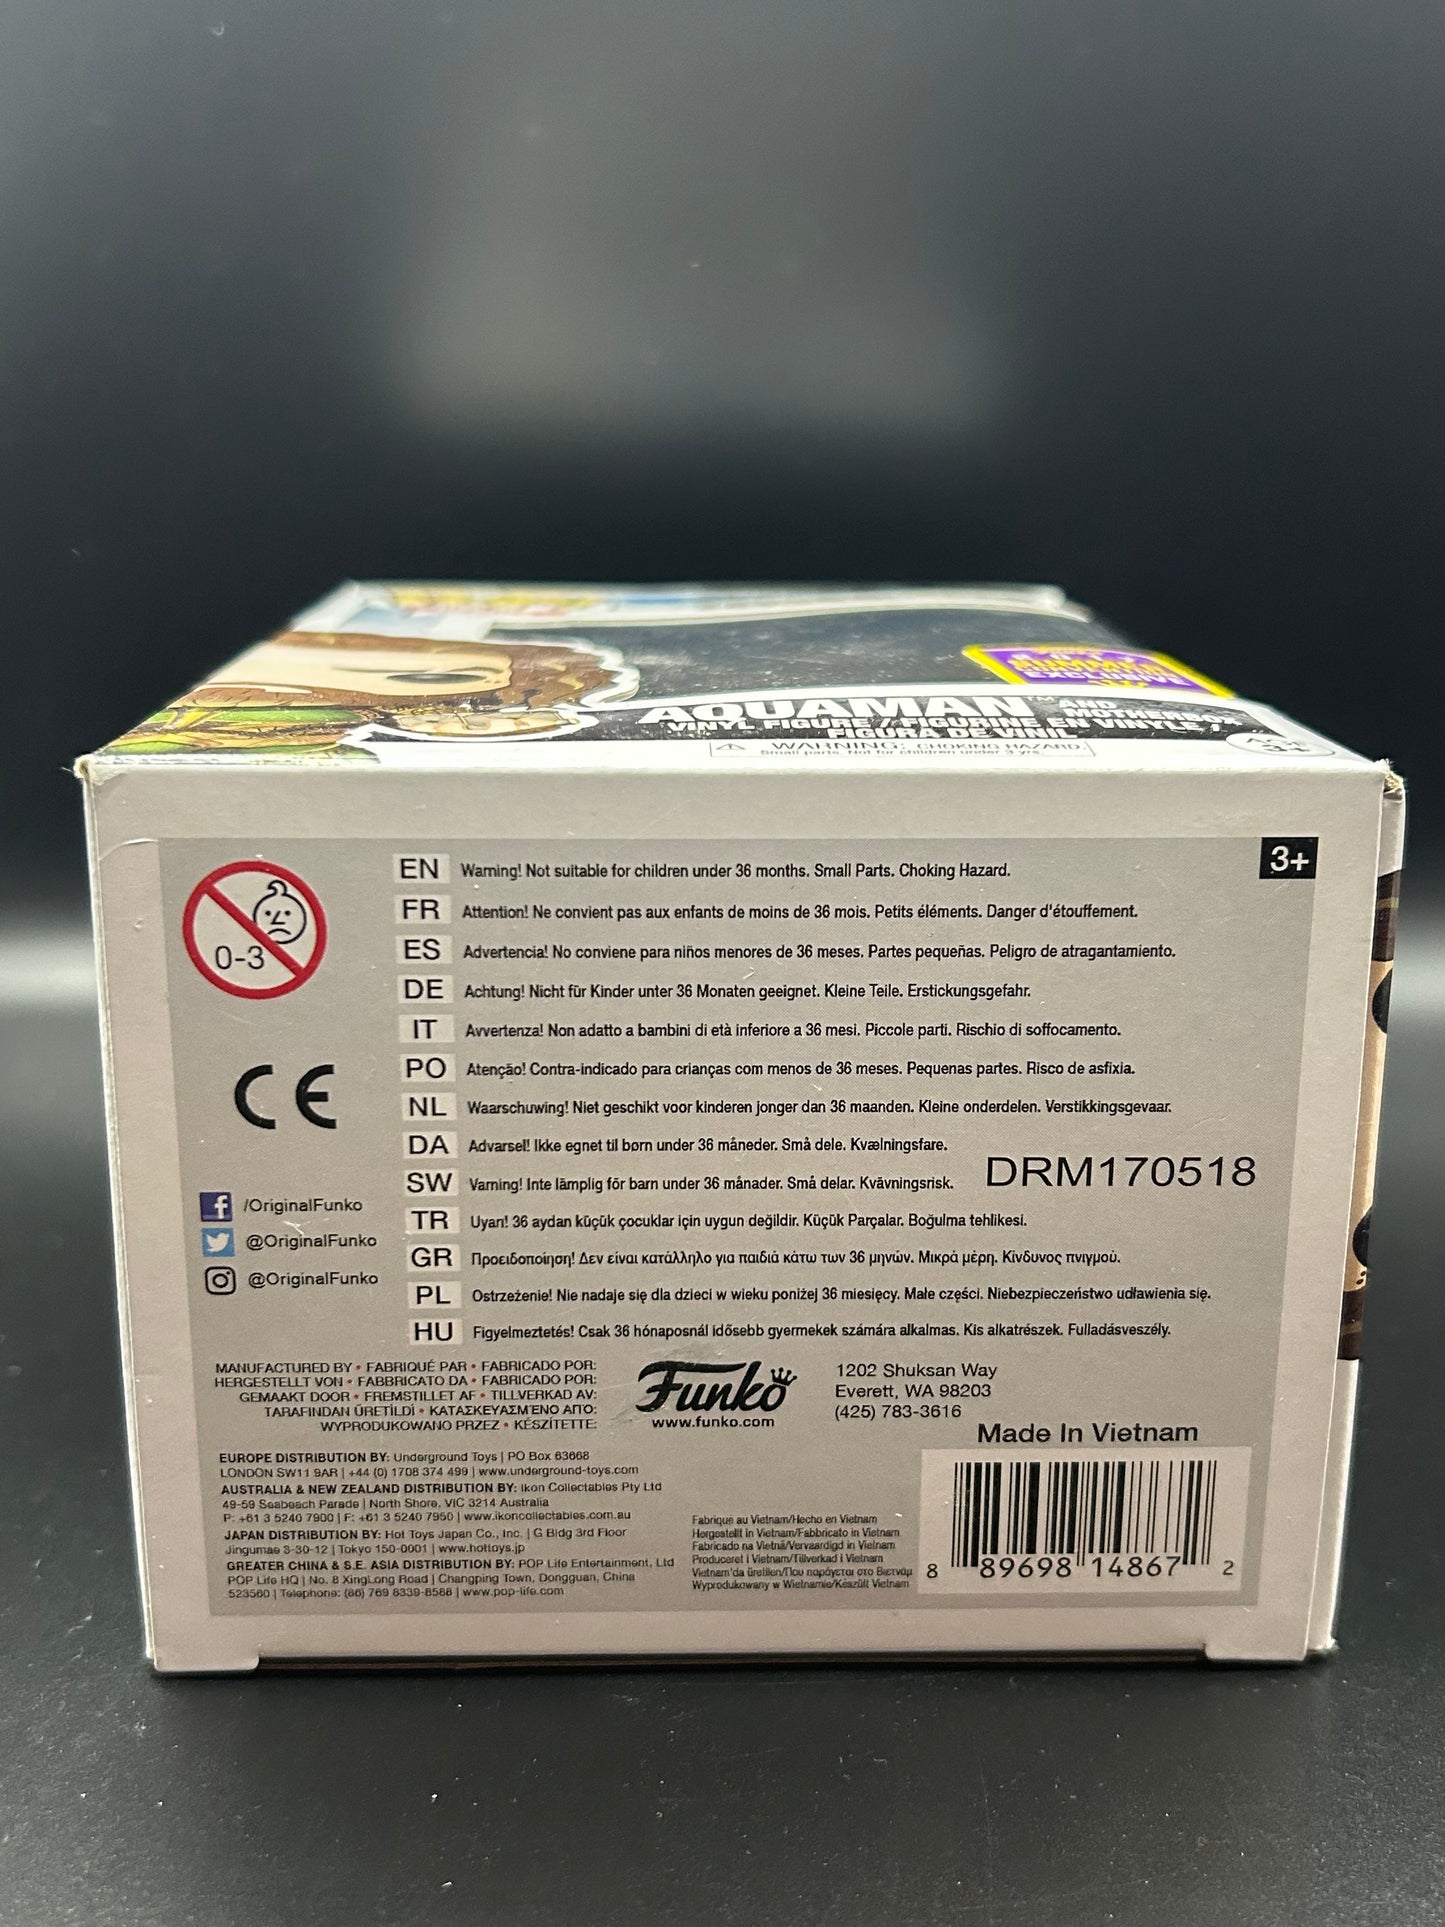 2017
SUMMER
CONVENTION
EXCLUSIVE
AQUAMAN™ AND MOTHERBOX
VINYL FIGURE / FIGURINE EN VINYLE /
FIGURA DE VINIL
⚠ WARNING: CHOKING HAZARD.
Small parts. Not for children under 3 yrs.
AGES
3+
3+
0-3
EN Warning! Not suitable for children under 36 months. Small Parts. Choking Hazard.
FR Attention! Ne convient pas aux enfants de moins de 36 mois. Petits éléments. Danger d'étouffement.
ES Advertencia! No conviene para niños menores de 36 meses. Partes pequeñas. Peligro de atragantamiento.
DE Achtung! Nicht für Kinder unter 36 Monaten geeignet. Kleine Teile. Erstickungsgefahr.
IT Avvertenza! Non adatto a bambini di età inferiore a 36 mesi. Piccole parti. Rischio di soffocamento.
PO Atenção! Contra-indicado para crianças com menos de 36 meses. Pequenas partes. Risco de asfixia.
NL Waarschuwing! Niet geschikt voor kinderen jonger dan 36 maanden. Kleine onderdelen. Verstikkingsgevaar.
DA Advarsel! Ikke egnet til børn under 36 måneder. Små dele. Kvælningsfare.
SW Varning! Inte lämplig för barn under 36 månader. Små delar. Kvävningsrisk.
DRM170518
TR Uyarı! 36 aydan küçük çocuklar için uygun değildir. Küçük Parçalar. Boğulma tehlikesi.
GR Προειδοποίηση! Δεν είναι κατάλληλο για παιδιά κάτω των 36 μηνών. Μικρά μέρη. Κίνδυνος πνιγμού.
PL Ostrzeżenie! Nie nadaje się dla dzieci w wieku poniżej 36 miesięcy. Małe części. Niebezpieczeństwo udławienia się.
HU Figyelmeztetés! Csak 36 hónaposnál idősebb gyermekek számára alkalmas. Kis alkatrészek. Fulladásveszély.
CE
/OriginalFunko
@OriginalFunko
@OriginalFunko
MANUFACTURED BY • FABRIQUÉ PAR • FABRICADO POR:
HERGESTELLT VON • FABBRICATO DA • FABRICADO POR:
GEMAAKT DOOR • FREMSTILLET AF • TILLVERKAD AV:
TARAFINDAN ÜRETİLDİ • ΚΑΤΑΣΚΕΥΑΣΜΈΝΟ ΑΠΌ:
WYPRODUKOWANO PRZEZ • KÉSZÍTETTE:
Funko
www.funko.com
1202 Shuksan Way
Everett, WA 98203
(425) 783-3616
Made In Vietnam
EUROPE DISTRIBUTION BY: Underground Toys | PO Box 63668
LONDON SW11 9AR | +44 (0) 1708 374 499 | www.underground-toys.com
AUSTRALIA & NEW ZEALAND DISTRIBUTION BY: Ikon Collectables Pty Ltd
49-59 Seabeach Parade | North Shore, VIC 3214 Australia
P: +61 3 5240 7900 | F: +61 3 5240 7950 | www.ikoncollectables.com.au
JAPAN DISTRIBUTION BY: Hot Toys Japan Co., Inc. | G Bldg 3rd Floor
Jingumae 3-30-12 | Tokyo 150-0001 | www.hottoys.jp
GREATER CHINA & S.E. ASIA DISTRIBUTION BY: POP Life Entertainment, Ltd
POP Life HQ | No. 8 XingLong Road | Changping Town, Dongguan, China
523560 | Telephone: (86) 769 8339-8588 | www.pop-life.com
Fabrique au Vietnam/Hecho en Vietnam
Hergestellt in Vietnam/Fabbricato in Vietnam
Fabricado na Vietnã/Vervaardigd in Vietnam
Produceret i Vietnam/Tillverkad i Vietnam
Vietnam'da üretilen/Που παράγεται στο Βιετνάμ
Wyprodukowany w Wietnamie/Készült Vietnam
8 89698 14867 2